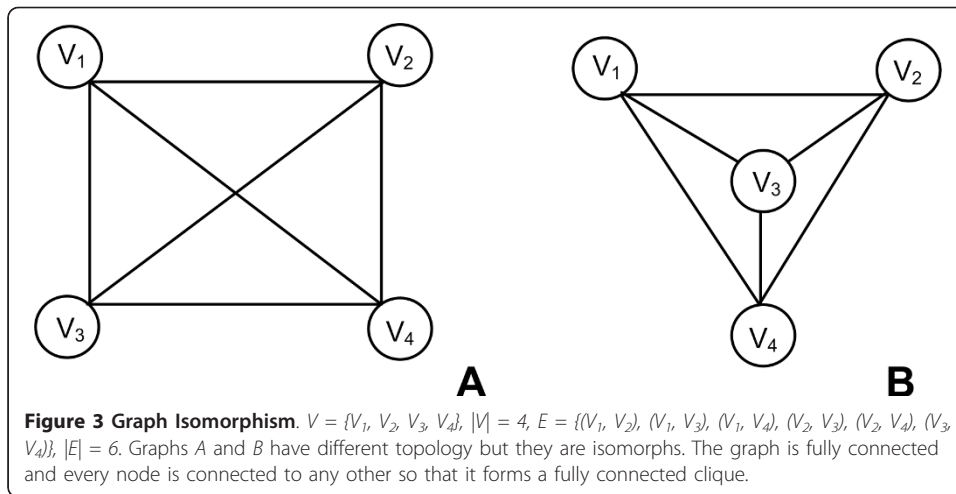 V₁ V₂
V₃ V₄
A
V₁ V₂
V₃
V₄
B
Figure 3 Graph Isomorphism. V = {V₁, V₂, V₃, V₄}, |V| = 4, E = {(V₁, V₂), (V₁, V₃), (V₁, V₄), (V₂, V₃), (V₂, V₄), (V₃,
V₄)}, |E| = 6. Graphs A and B have different topology but they are isomorphs. The graph is fully connected
and every node is connected to any other so that it forms a fully connected clique.